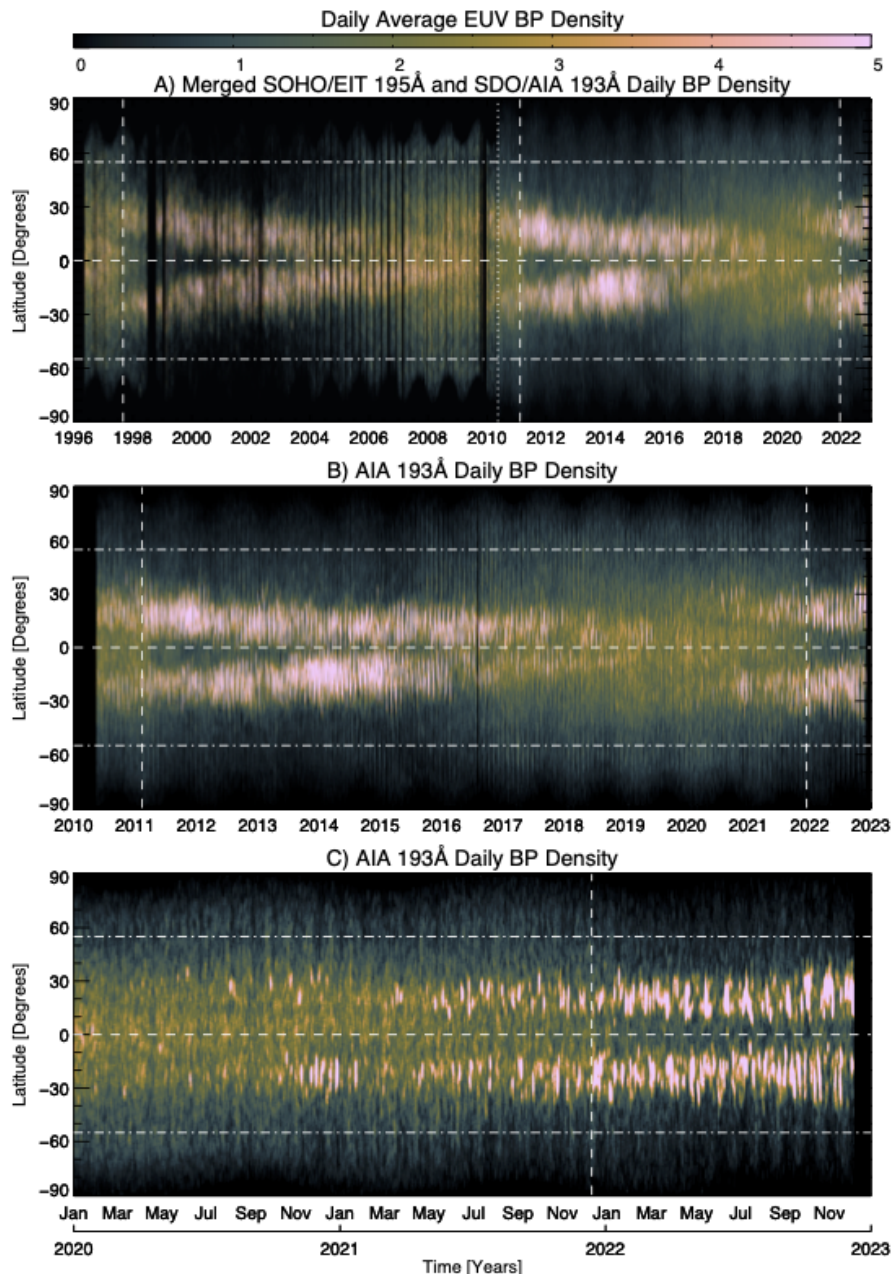 Daily Average EUV BP Density
0 1 2 3 4 5
A) Merged SOHO/EIT 195Å and SDO/AIA 193Å Daily BP Density
90
60
30
0
−30
−60
−90
Latitude [Degrees]
1996 1998 2000 2002 2004 2006 2008 2010 2012 2014 2016 2018 2020 2022
B) AIA 193Å Daily BP Density
90
60
30
0
−30
−60
−90
Latitude [Degrees]
2010 2011 2012 2013 2014 2015 2016 2017 2018 2019 2020 2021 2022 2023
C) AIA 193Å Daily BP Density
90
60
30
0
−30
−60
−90
Latitude [Degrees]
Jan Mar May Jul Sep Nov Jan Mar May Jul Sep Nov Jan Mar May Jul Sep Nov
2020 2021 2022 2023
Time [Years]